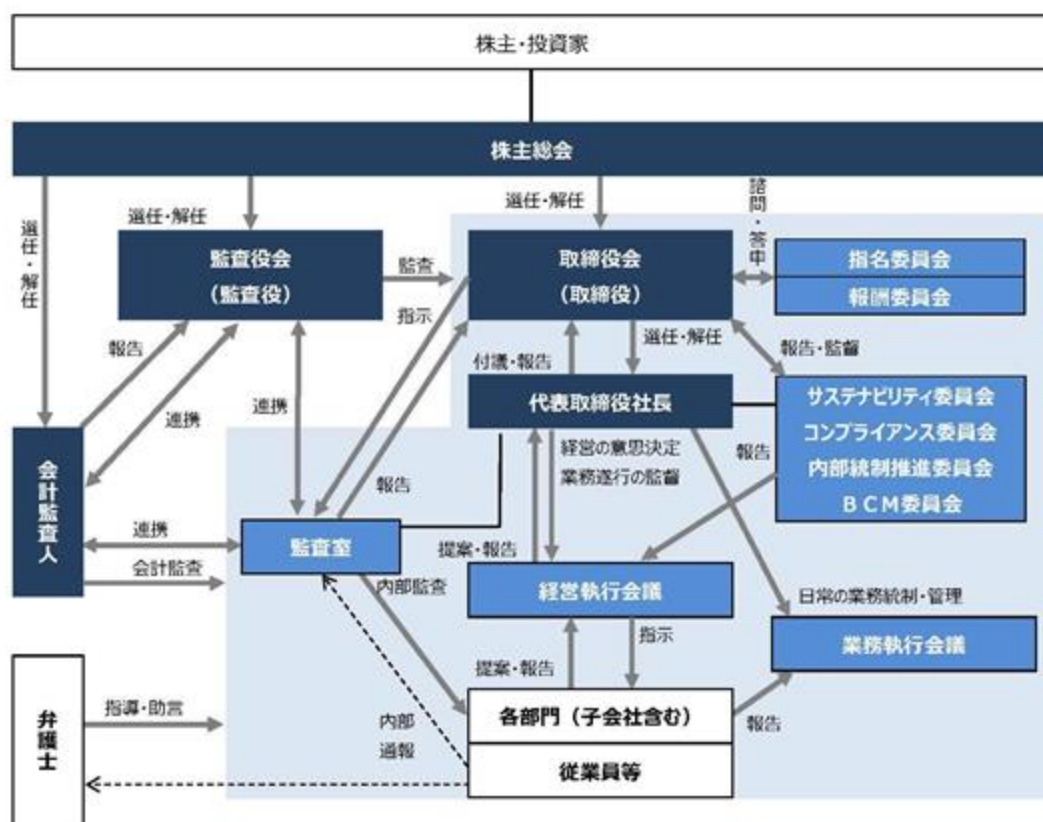 株主・投資家
株主総会
選任・解任
選任・解任
選任・解任
諮問・答申
監査役会
(監査役)
監査
取締役会
(取締役)
指名委員会
報酬委員会
指示
報告
連携
連携
付議・報告
選任・解任
報告・監督
代表取締役社長
サステナビリティ委員会
コンプライアンス委員会
内部統制推進委員会
BCM委員会
経営の意思決定
業務遂行の監督
報告
会計監査人
報告
連携
会計監査
監査室
内部監査
提案・報告
経営執行会議
日常の業務統制・管理
業務執行会議
指示
提案・報告
弁護士
指導・助言
内部
通報
各部門(子会社含む)
従業員等
報告